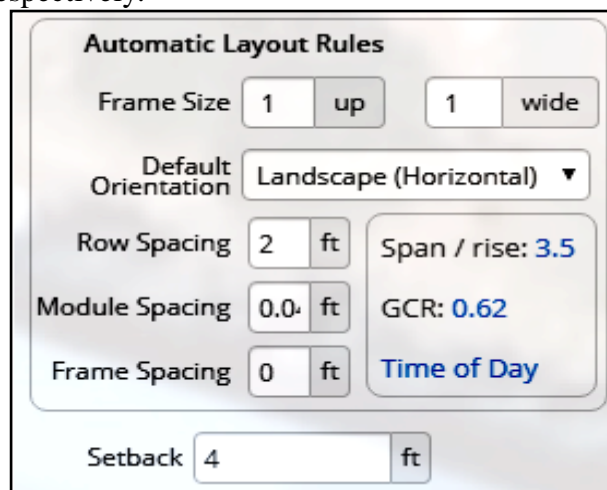 espectively.
Automatic Layout Rules
Frame Size 1 up 1 wide
Default
Orientation Landscape (Horizontal) ▼
Row Spacing 2 ft Span / rise: 3.5
Module Spacing 0.0 ft GCR: 0.62
Frame Spacing 0 ft Time of Day
Setback 4 ft